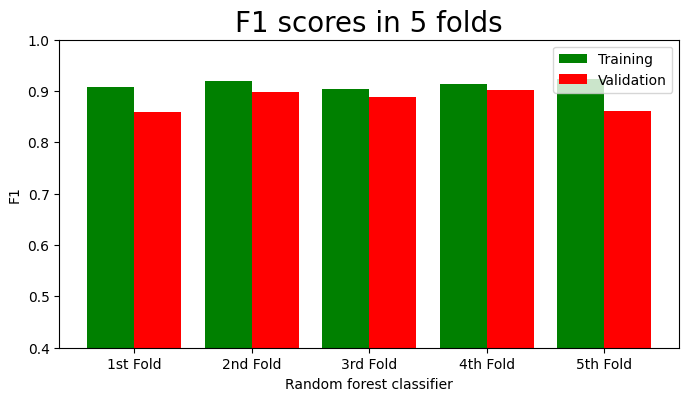 F1 scores in 5 folds
1.0
0.9
0.8
0.7
0.6
0.5
0.4
F1
Training
Validation
1st Fold
2nd Fold
3rd Fold
4th Fold
5th Fold
Random forest classifier